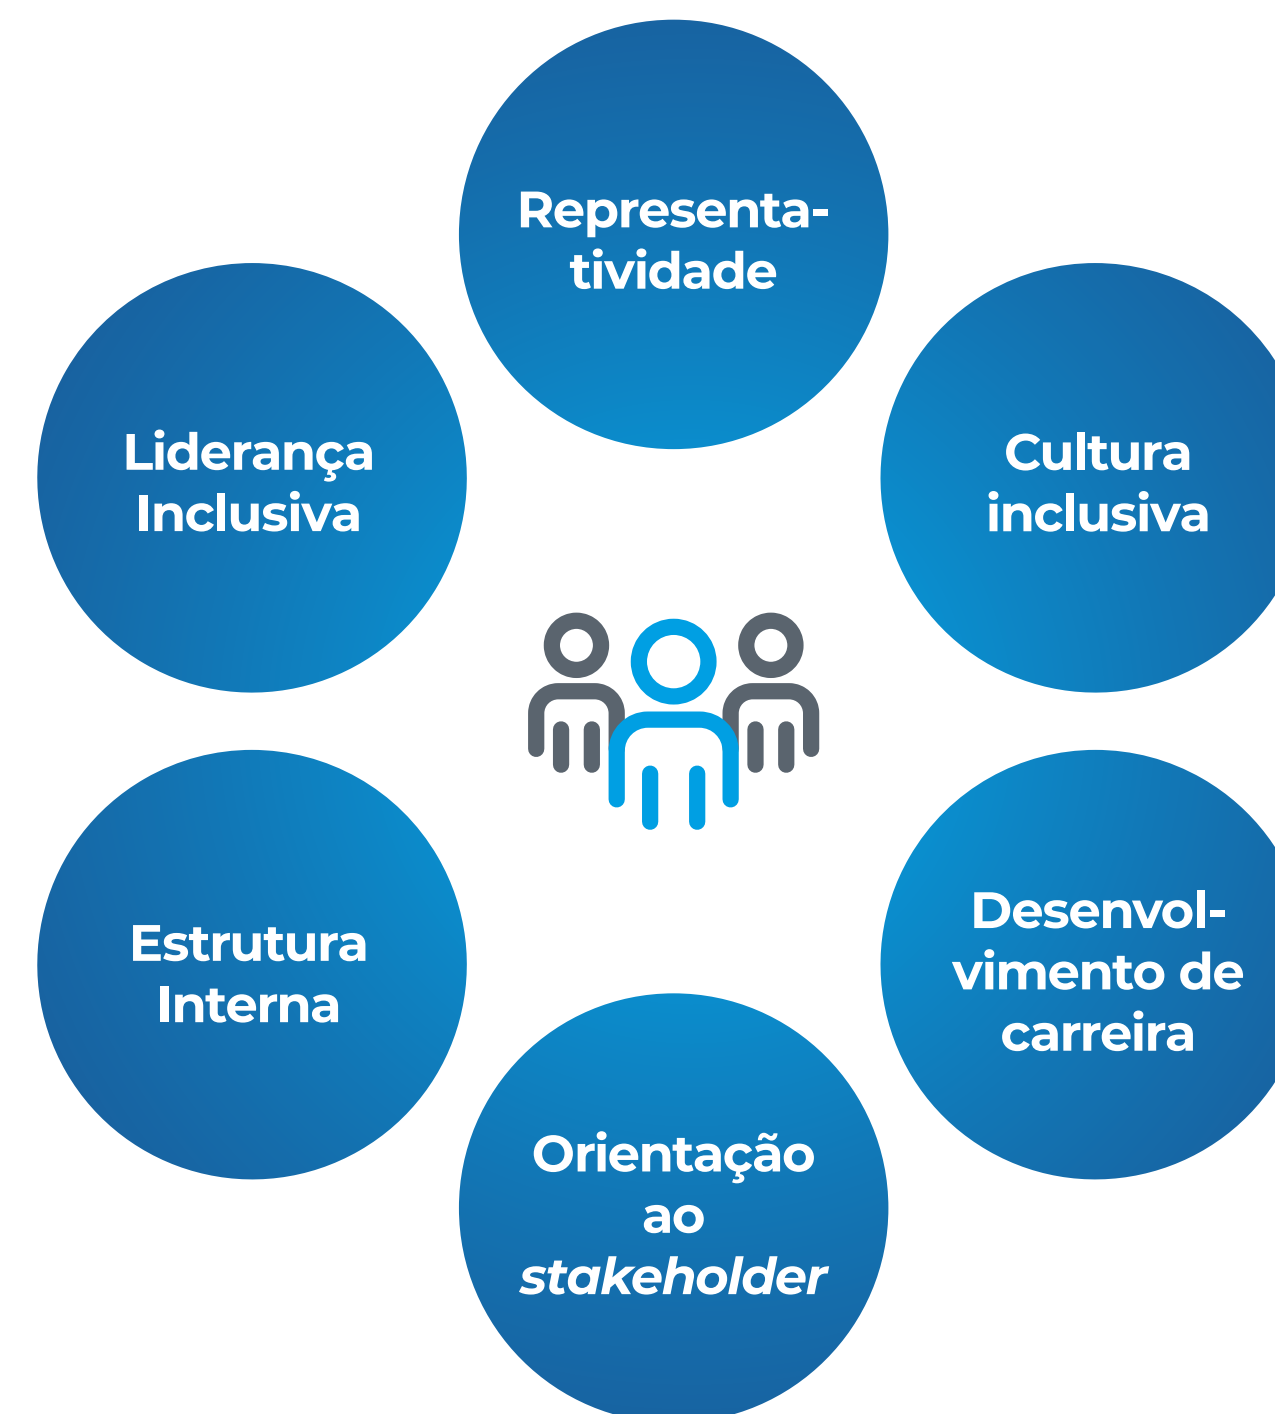 Representa-
tividade
Liderança
Inclusiva
Cultura
inclusiva
Estrutura
Interna
Desenvol-
vimento de
carreira
Orientação
ao
stakeholder